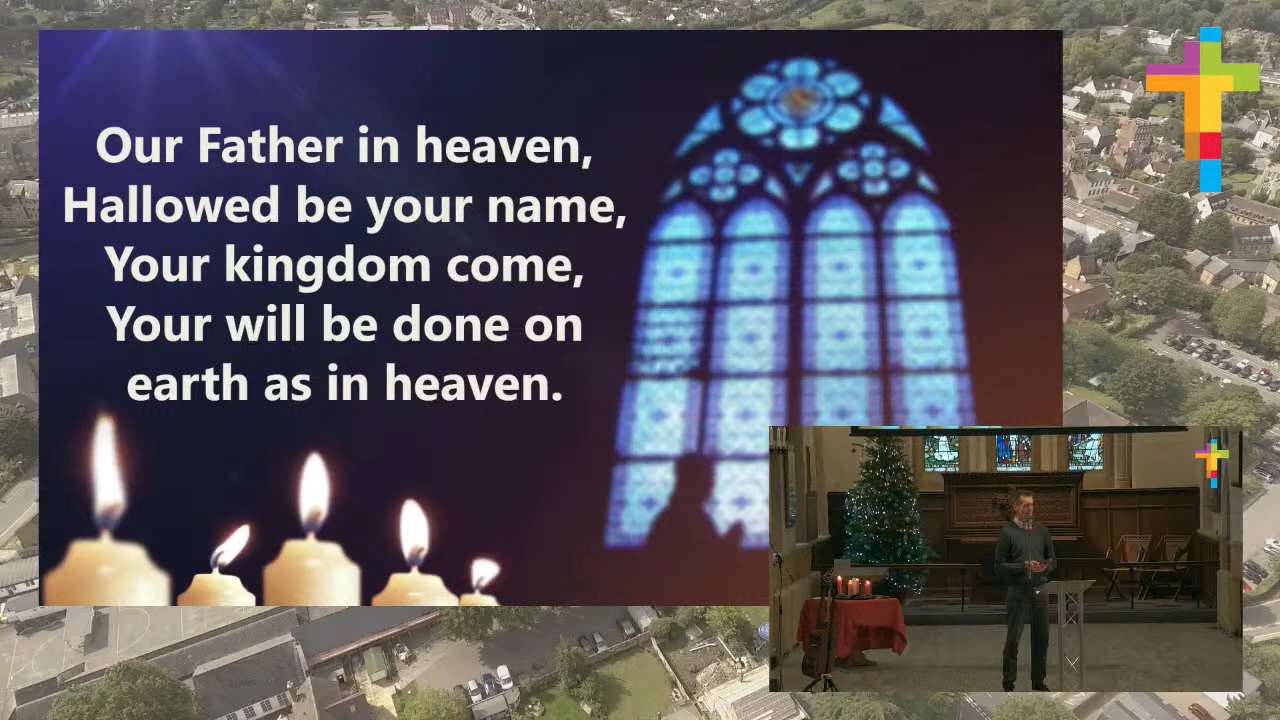 Our Father in heaven,
Hallowed be your name,
Your kingdom come,
Your will be done on
earth as in heaven.